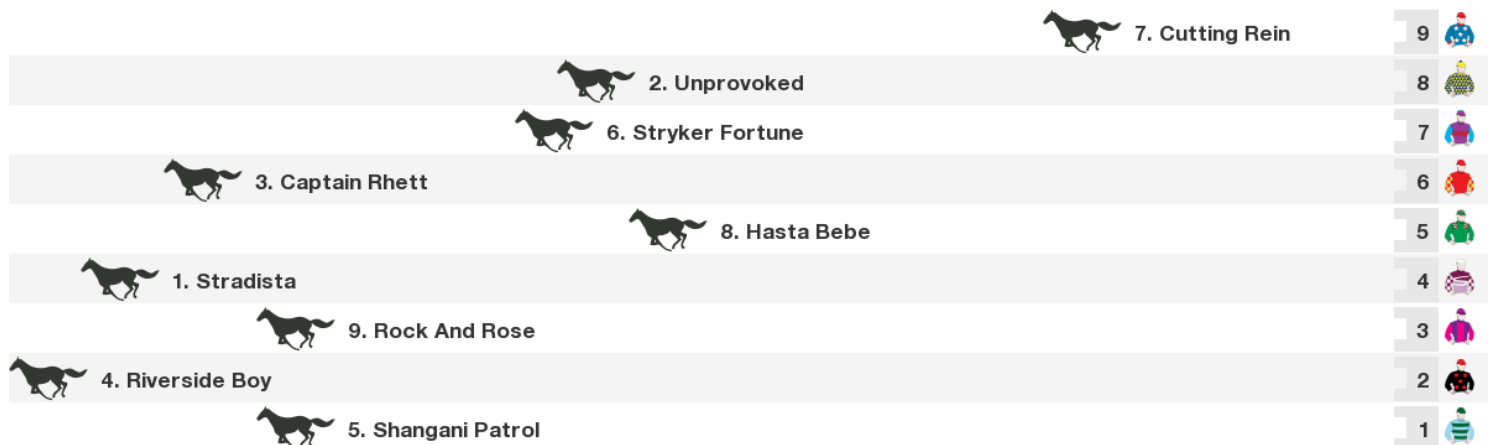 7. Cutting Rein 9
2. Unprovoked 8
6. Stryker Fortune 7
3. Captain Rhett 6
8. Hasta Bebe 5
1. Stradista 4
9. Rock And Rose 3
4. Riverside Boy 2
5. Shangani Patrol 1